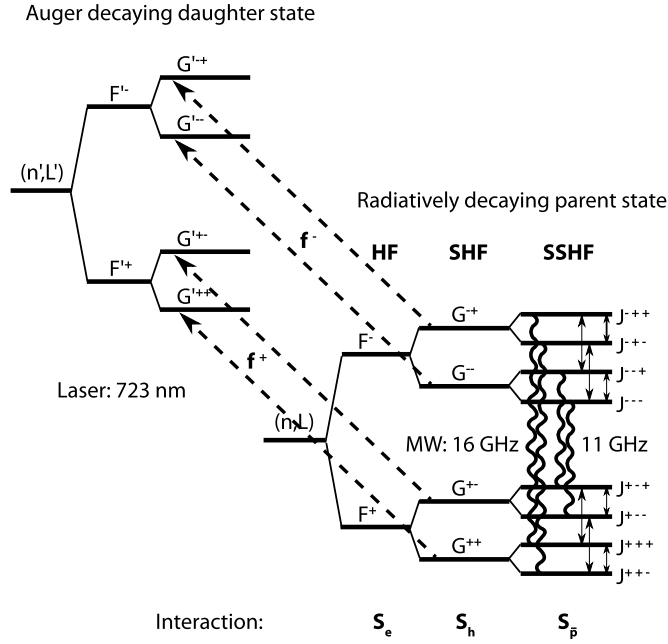 Auger decaying daughter state
G'-+
F'-
G'--
(n',L')
Radiatively decaying parent state
f -
HF SHF SSHF
G'+-
F'+
G'++
G-+
J-++
J-+-
F-
f +
G--
J--+
J---
Laser: 723 nm
(n,L)
MW: 16 GHz
11 GHz
G+-
J+-+
J+--
F+
G++
J+++
J++-
Interaction: Se Sh Sp̄